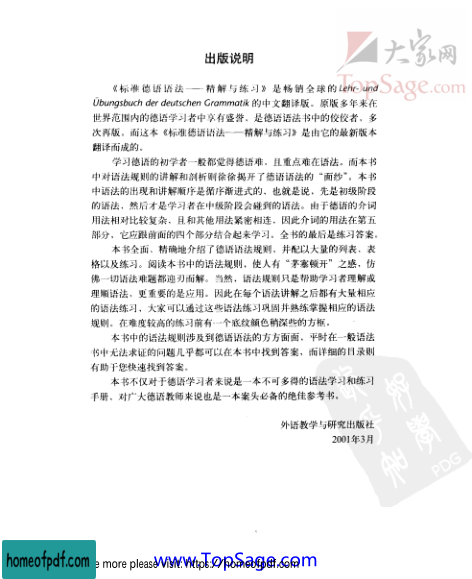 大家网
TopSage.com
出版说明
《标准德语语法——精解与练习》是畅销全球的Lehr- und
Übungsbuch der deutschen Grammatik 的中文翻译版。原版多年来在
世界范围内的德语学习者中享有盛誉，是德语语法书中的佼佼者，多
次再版。而这本《标准德语语法——精解与练习》是由它的最新版本
翻译而成的。
学习德语的初学者一般都觉得德语难，且重点难在语法。而本书
中对语法规则的讲解和剖析则徐徐揭开了德语语法的“面纱”。本书
中语法的出现和讲解顺序是循序渐进式的，也就是说，先是初级阶段
的语法，然后才是学习者在中级阶段会碰到的语法。由于德语的介词
用法相对比较复杂，且和其他用法紧密相连，因此介词的用法在第五
部分，它应跟前面的四个部分结合起来学习。全书的最后是练习答案。
本书全面、精确地介绍了德语语法规则，并配以大量的列表、表
格以及练习。阅读本书中的语法规则，使人有“茅塞顿开”之感，仿
佛一切语法难题都迎刃而解。当然，语法规则只是帮助学习者理解或
理顺语法，更重要的是应用。因此在每个语法讲解之后都有大量相应
的语法练习，大家可以通过这些语法练习巩固并熟练掌握相应的语法
规则。在难度较高的练习前有一个底纹颜色稍深些的方框。
本书中的语法规则涉及到德语语法的方方面面，平时在一般语法
书中无法求证的问题几乎都可以在本书中找到答案，而详细的目录则
有助于您快速找到答案。
本书不仅对于德语学习者来说是一本不可多得的语法学习和练习
手册，对广大德语教师来说也是一本案头必备的绝佳参考书。
外语教学与研究出版社
2001年3月
PDG
homeofpdf.com
e more please visit: https://homeofpdf.com
www.TopSage.com